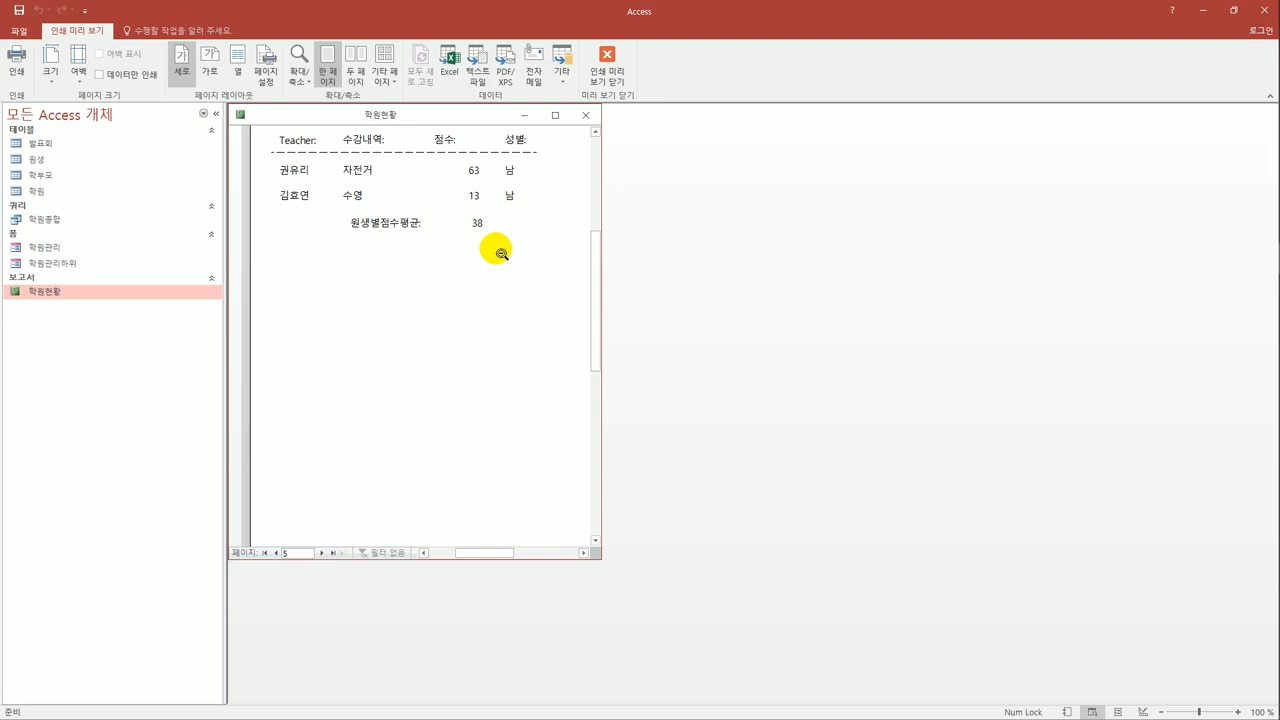 Access
?
로그인
파일
인쇄 미리 보기
수행할 작업을 알려 주세요.
인쇄
크기
여백
여백 표시
데이터만 인쇄
세로
가로
열
페이지
설정
확대/
축소
한 페
이지
두 페
이지
기타 페
이지
모두 새
로 고침
Excel
텍스트
파일
PDF/
XPS
전자
메일
기타
인쇄 미리
보기 닫기
인쇄
페이지 크기
페이지 레이아웃
확대/축소
데이터
미리 보기 닫기
모든 Access 개체
테이블
발표회
원생
학부모
학원
쿼리
학원종합
폼
학원관리
학원관리하위
보고서
학원현황
학원현황
Teacher: 수강내역: 점수: 성별:
권유리 자전거 63 남
김효연 수영 13 남
원생별점수평균: 38
페이지: 5 필터 없음
준비
Num Lock
100 %